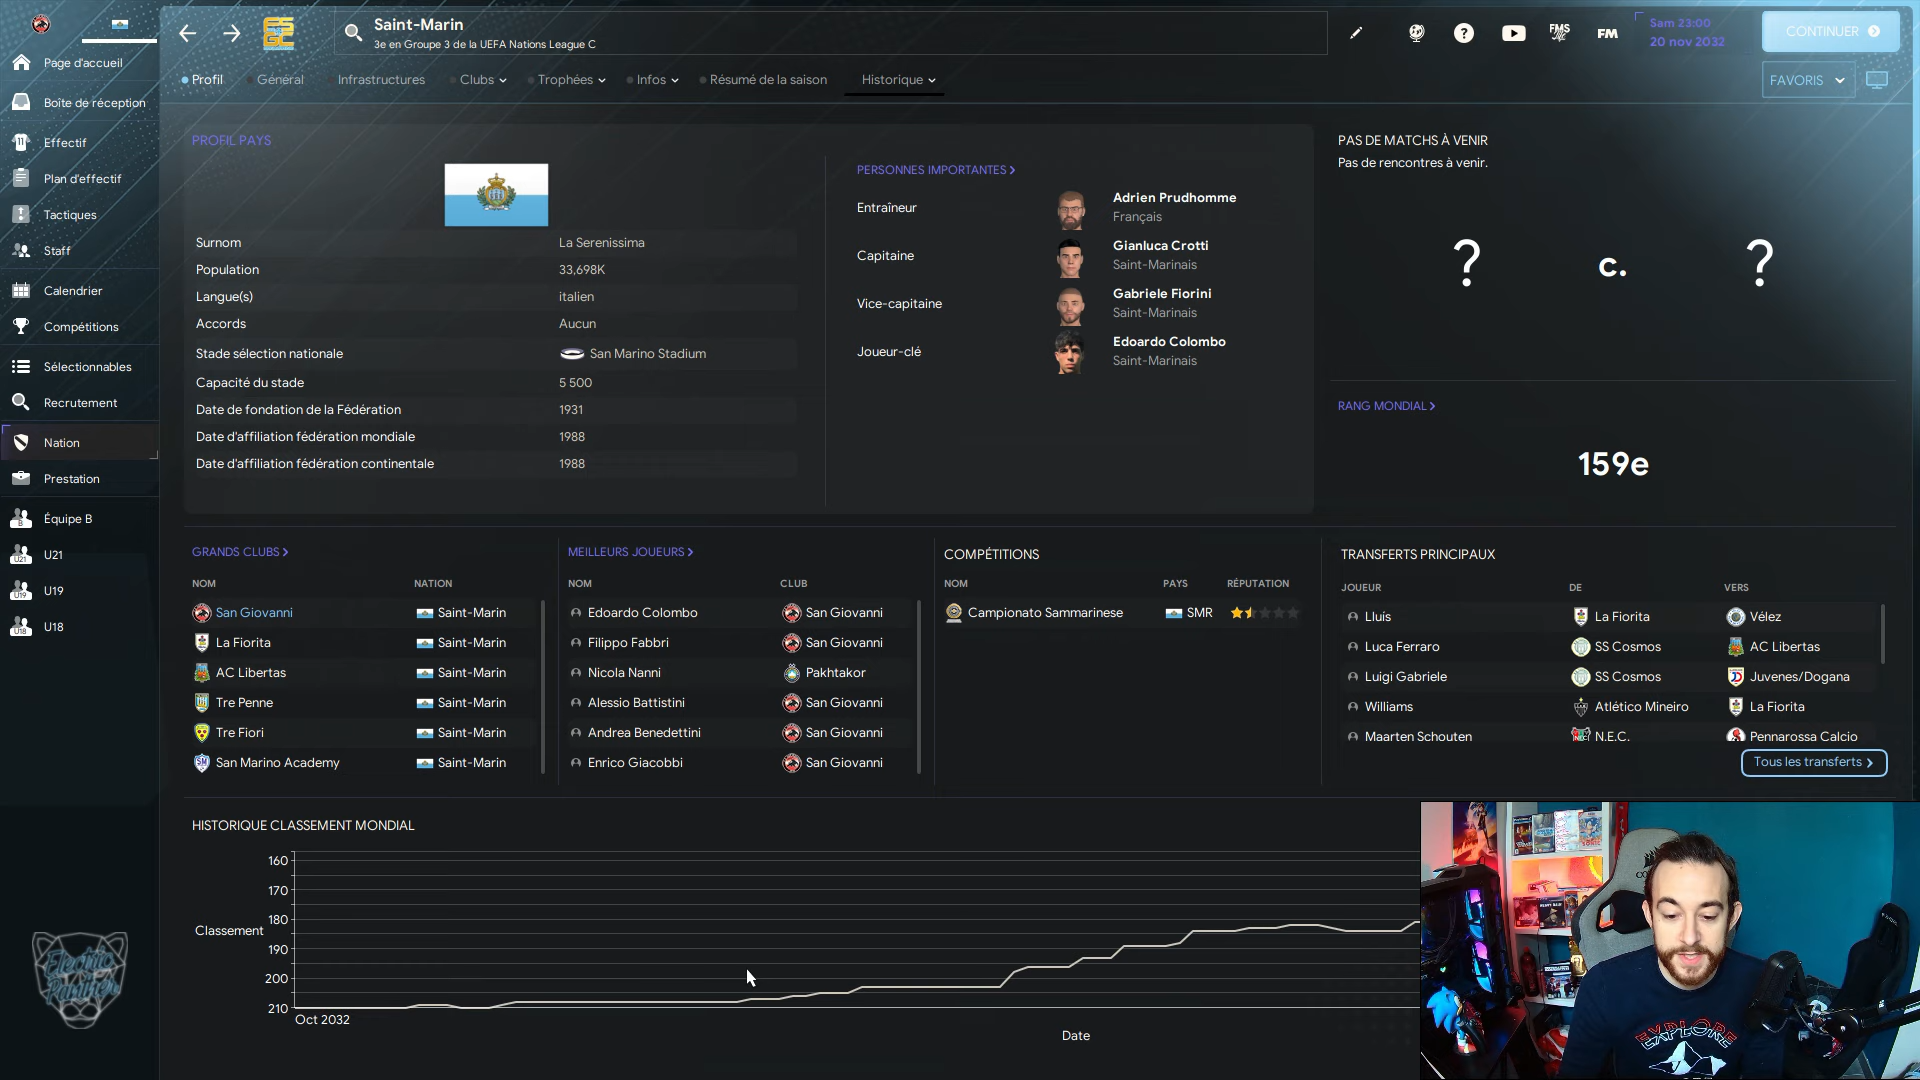 Saint-Marin
3e en Groupe 3 de la UEFA Nations League C
FMS
FM
Sam 23:00
20 nov 2032
CONTINUER
Page d'accueil
Boîte de réception
Effectif
Plan d'effectif
Tactiques
Staff
Calendrier
Compétitions
Sélectionnables
Recrutement
Nation
Prestation
Équipe B
U21
U19
U18
Profil
Général
Infrastructures
Clubs
Trophées
Infos
Résumé de la saison
Historique
FAVORIS
PROFIL PAYS
Surnom La Serenissima
Population 33,698K
Langue(s) italien
Accords Aucun
Stade sélection nationale San Marino Stadium
Capacité du stade 5 500
Date de fondation de la Fédération 1931
Date d'affiliation fédération mondiale 1988
Date d'affiliation fédération continentale 1988
PERSONNES IMPORTANTES
Entraîneur Adrien Prudhomme
Français
Capitaine Gianluca Crotti
Saint-Marinais
Vice-capitaine Gabriele Fiorini
Saint-Marinais
Joueur-clé Edoardo Colombo
Saint-Marinais
PAS DE MATCHS À VENIR
Pas de rencontres à venir.
? c. ?
RANG MONDIAL
159e
GRANDS CLUBS
NOM NATION
San Giovanni Saint-Marin
La Fiorita Saint-Marin
AC Libertas Saint-Marin
Tre Penne Saint-Marin
Tre Fiori Saint-Marin
San Marino Academy Saint-Marin
MEILLEURS JOUEURS
NOM CLUB
Edoardo Colombo San Giovanni
Filippo Fabbri San Giovanni
Nicola Nanni Pakhtakor
Alessio Battistini San Giovanni
Andrea Benedettini San Giovanni
Enrico Giacobbi San Giovanni
COMPÉTITIONS
NOM PAYS RÉPUTATION
Campionato Sammarinese SMR
TRANSFERTS PRINCIPAUX
JOUEUR DE VERS
Lluís La Fiorita Vélez
Luca Ferraro SS Cosmos AC Libertas
Luigi Gabriele SS Cosmos Juvenes/Dogana
Williams Atlético Mineiro La Fiorita
Maarten Schouten N.E.C. Pennarossa Calcio
Tous les transferts
HISTORIQUE CLASSEMENT MONDIAL
160
170
180
Classement
190
200
210
Oct 2032
Date
Electric Panther
EXPLORE